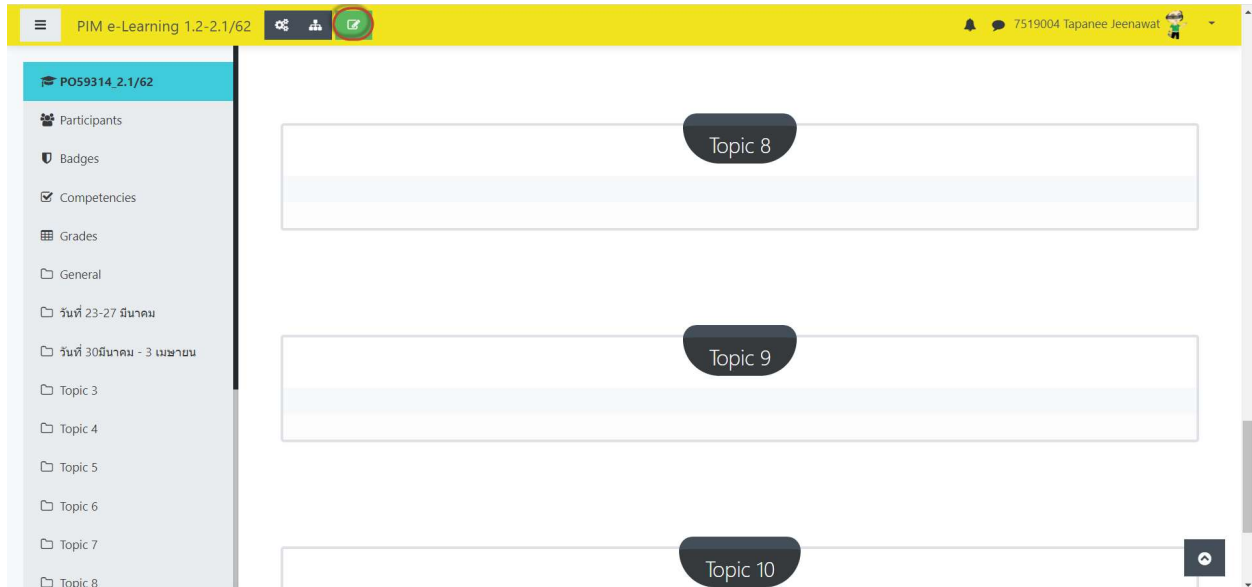 PIM e-Learning 1.2-2.1/62
7519004 Tapanee Jeenawat
PO59314_2.1/62
Participants
Badges
Competencies
Grades
General
วันที่ 23-27 มีนาคม
วันที่ 30มีนาคม - 3 เมษายน
Topic 3
Topic 4
Topic 5
Topic 6
Topic 7
Topic 8
Topic 8
Topic 9
Topic 10